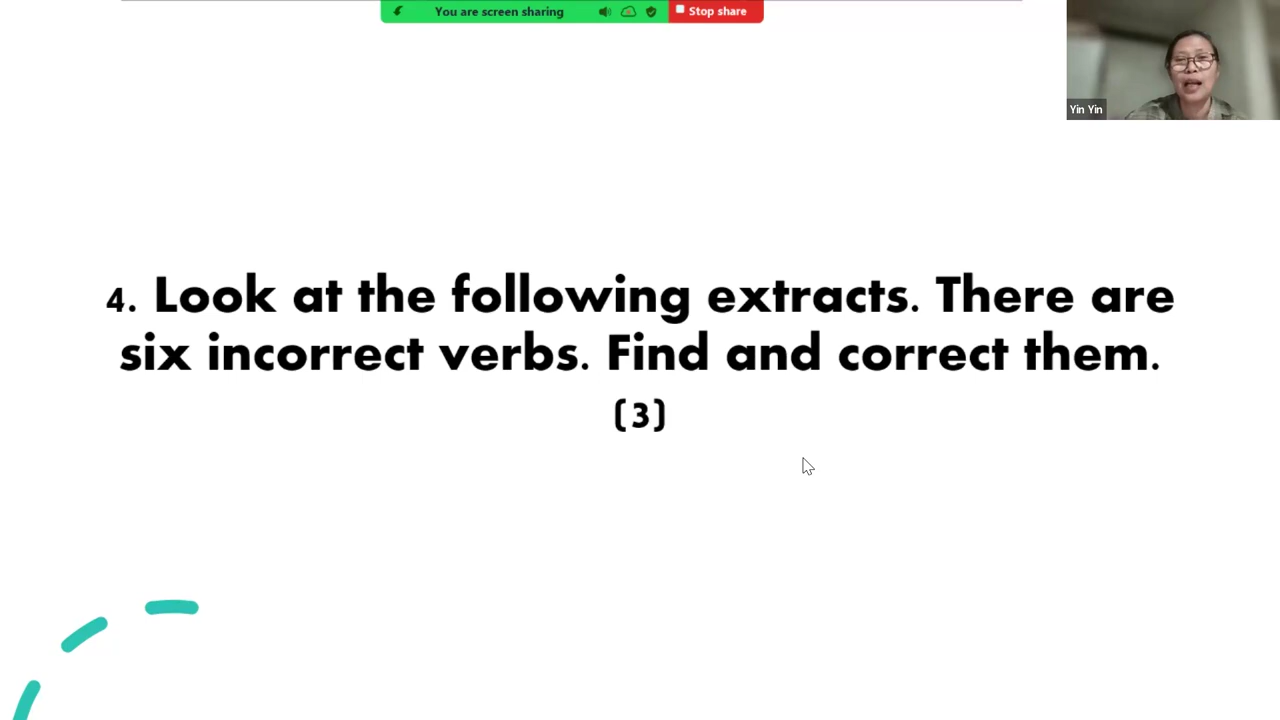 You are screen sharing
Stop share
Yin Yin
4. Look at the following extracts. There are
six incorrect verbs. Find and correct them.
(3)